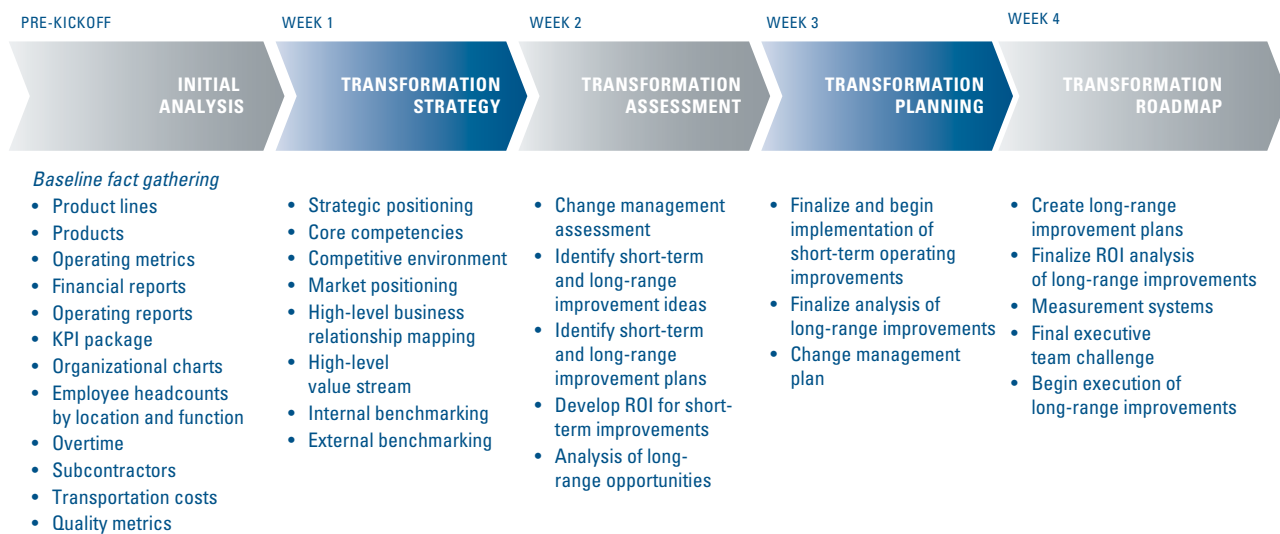 PRE-KICKOFF
WEEK 1
WEEK 2
WEEK 3
WEEK 4
INITIAL
ANALYSIS
TRANSFORMATION
STRATEGY
TRANSFORMATION
ASSESSMENT
TRANSFORMATION
PLANNING
TRANSFORMATION
ROADMAP
Baseline fact gathering
• Product lines
• Products
• Operating metrics
• Financial reports
• Operating reports
• KPI package
• Organizational charts
• Employee headcounts
by location and function
• Overtime
• Subcontractors
• Transportation costs
• Quality metrics
• Strategic positioning
• Core competencies
• Competitive environment
• Market positioning
• High-level business
relationship mapping
• High-level
value stream
• Internal benchmarking
• External benchmarking
• Change management
assessment
• Identify short-term
and long-range
improvement ideas
• Identify short-term
and long-range
improvement plans
• Develop ROI for short-
term improvements
• Analysis of long-
range opportunities
• Finalize and begin
implementation of
short-term operating
improvements
• Finalize analysis of
long-range improvements
• Change management
plan
• Create long-range
improvement plans
• Finalize ROI analysis
of long-range improvements
• Measurement systems
• Final executive
team challenge
• Begin execution of
long-range improvements